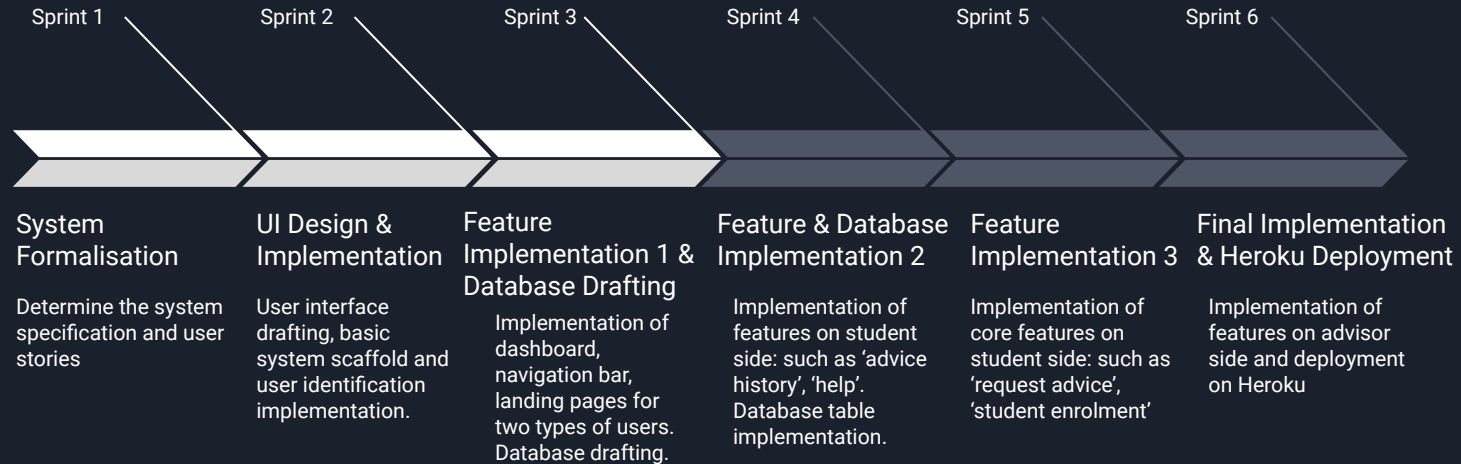 Sprint 1
Sprint 2
Sprint 3
Sprint 4
Sprint 5
Sprint 6
System
Formalisation
Determine the system
specification and user
stories
UI Design &
Implementation
User interface
drafting, basic
system scaffold and
user identification
implementation.
Feature
Implementation 1 &
Database Drafting
Implementation of
dashboard,
navigation bar,
landing pages for
two types of users.
Database drafting.
Feature & Database
Implementation 2
Implementation of
features on student
side: such as ‘advice
history’, ‘help’.
Database table
implementation.
Feature
Implementation 3
Implementation of
core features on
student side: such as
‘request advice’,
‘student enrolment’
Final Implementation
& Heroku Deployment
Implementation of
features on advisor
side and deployment
on Heroku